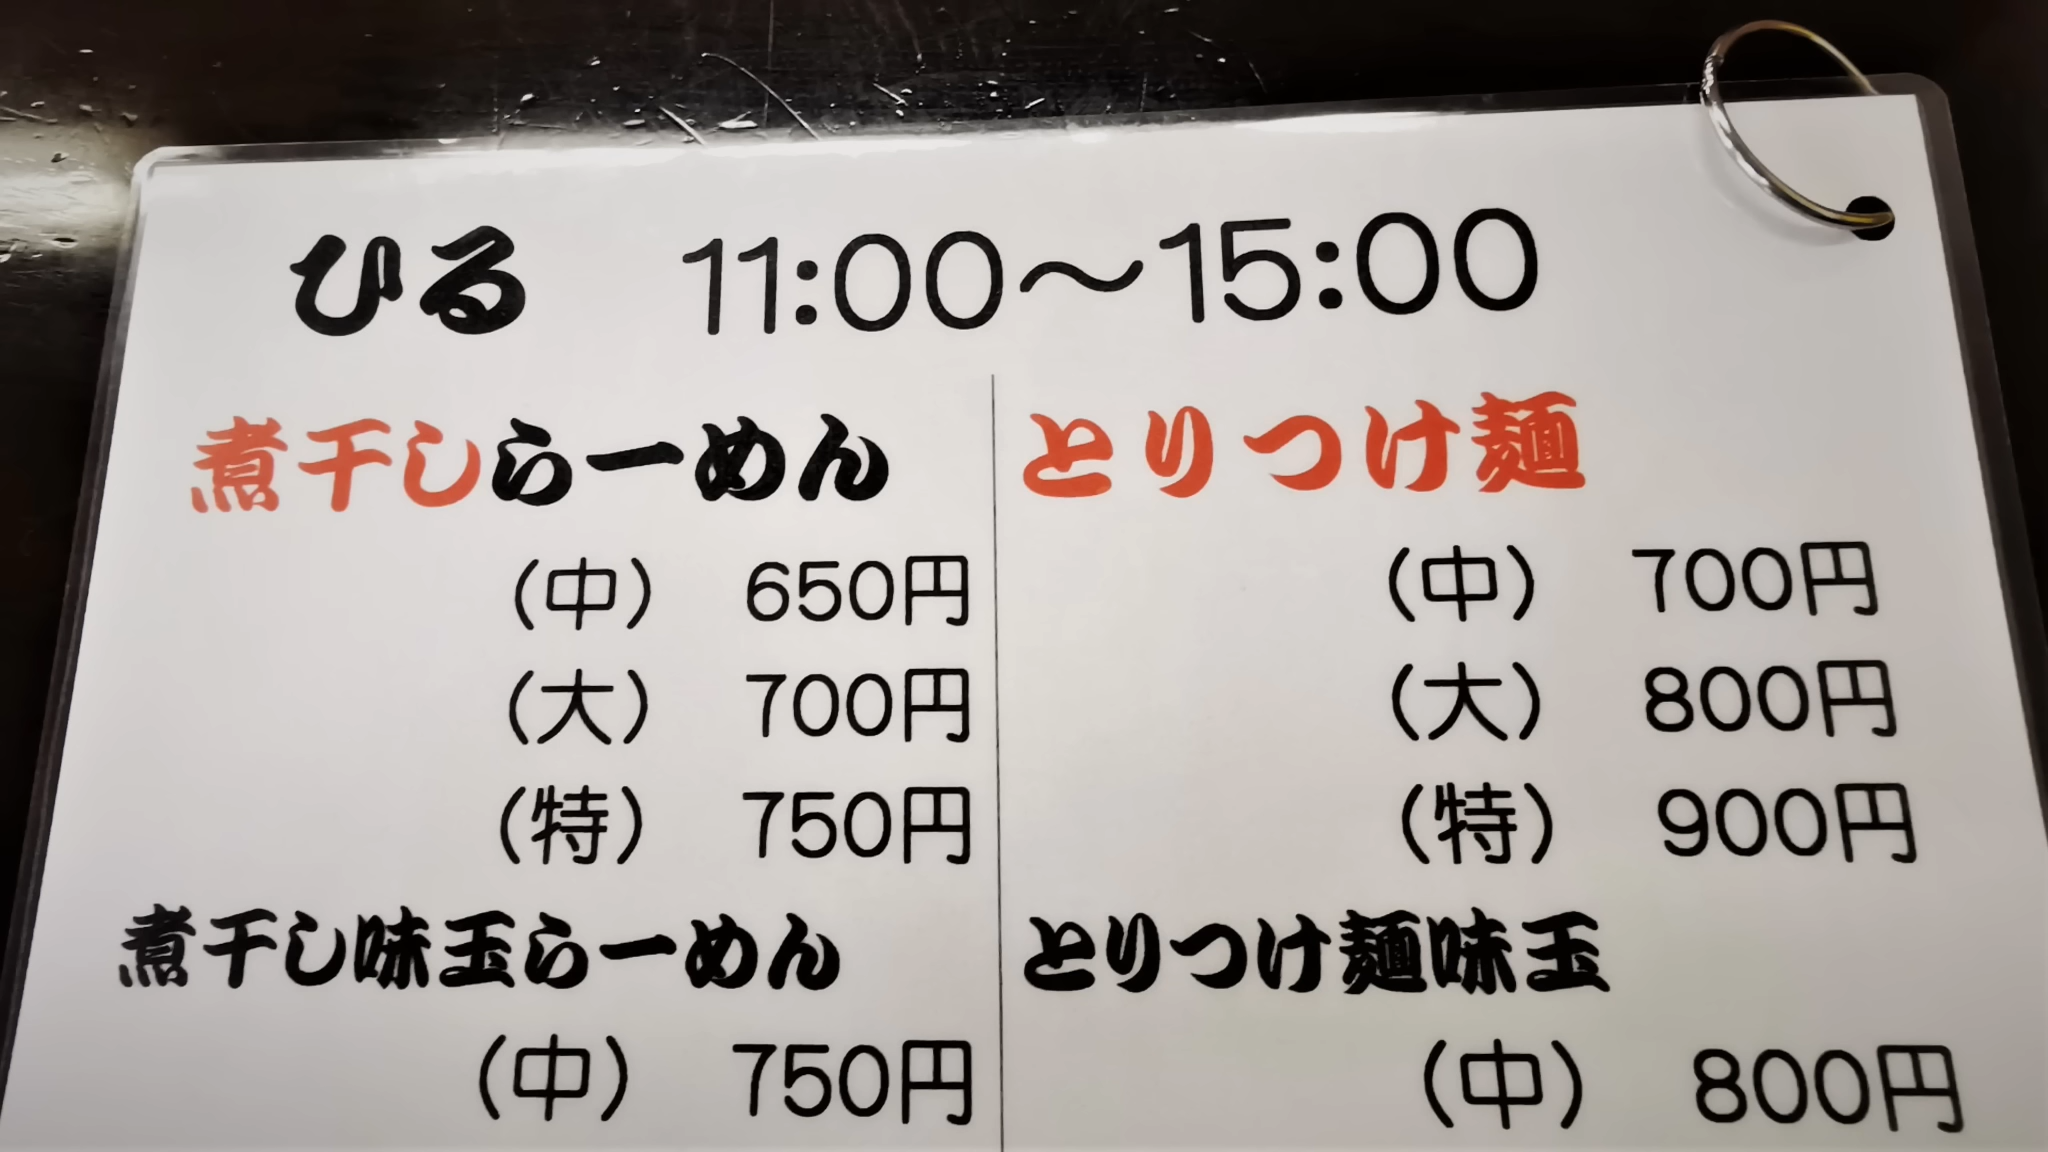 ひる 11:00～15:00
煮干しらーめん
（中） 650円
（大） 700円
（特） 750円
煮干し味玉らーめん
（中） 750円
とりつけ麺
（中） 700円
（大） 800円
（特） 900円
とりつけ麺味玉
（中） 800円